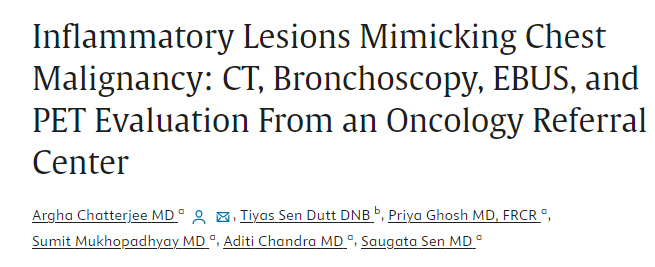 Inflammatory Lesions Mimicking Chest
Malignancy: CT, Bronchoscopy, EBUS, and
PET Evaluation From an Oncology Referral
Center
Argha Chatterjee MD a, Tiyas Sen Dutt DNB b, Priya Ghosh MD, FRCR a,
Sumit Mukhopadhyay MD a, Aditi Chandra MD a, Saugata Sen MD a